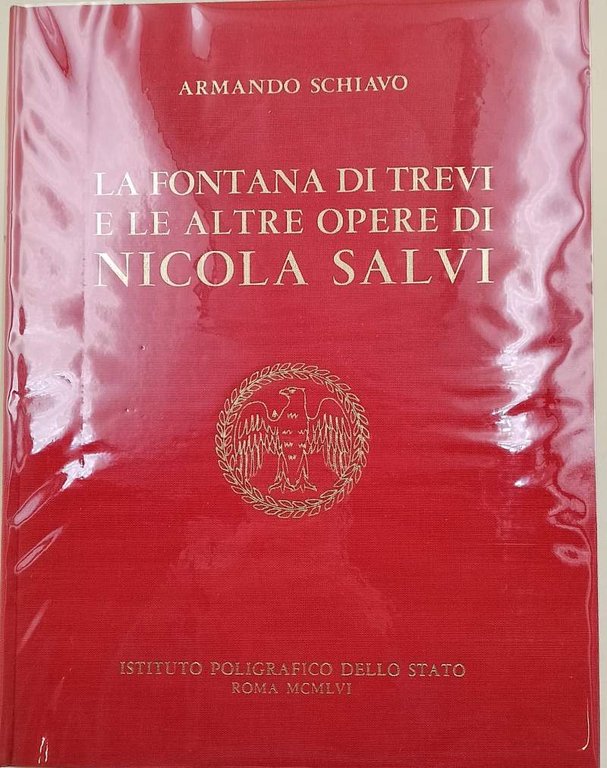 ARMANDO SCHIAVO
LA FONTANA DI TREVI
E LE ALTRE OPERE DI
NICOLA SALVI
ISTITUTO POLIGRAFICO DELLO STATO
ROMA MCMLVI